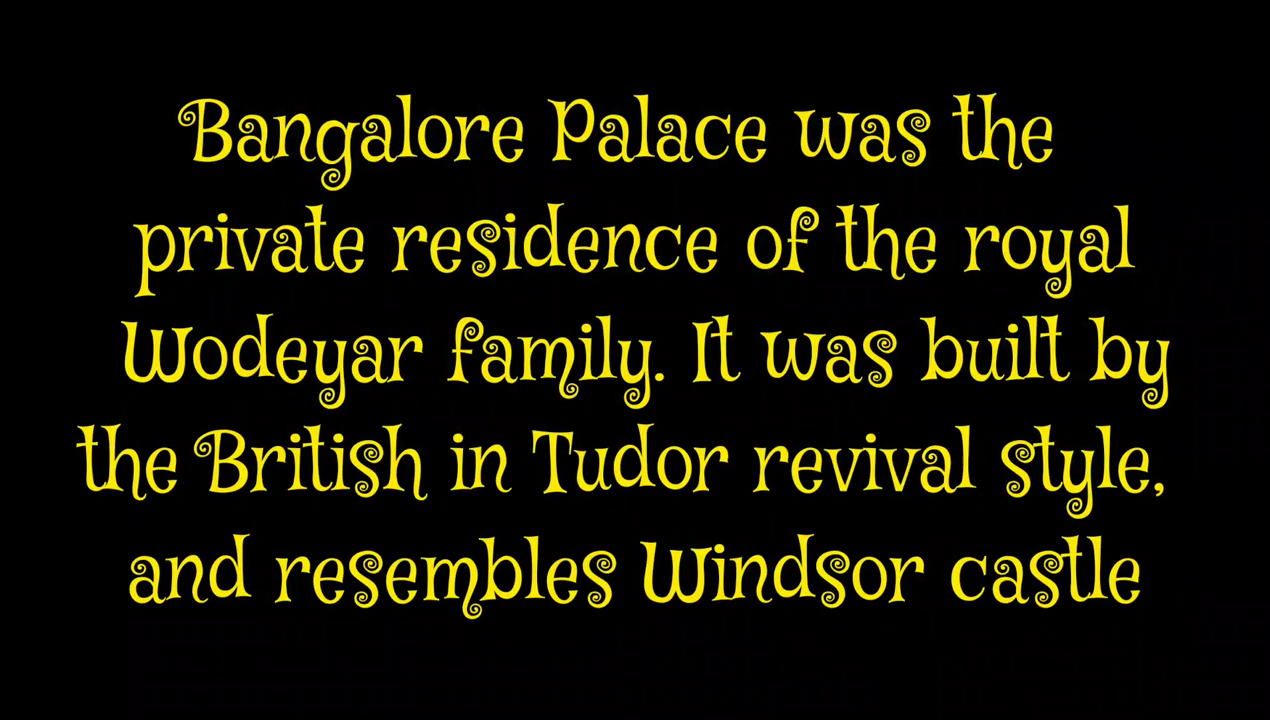 Bangalore Palace was the
private residence of the royal
Wodeyar family. It was built by
the British in Tudor revival style,
and resembles Windsor castle